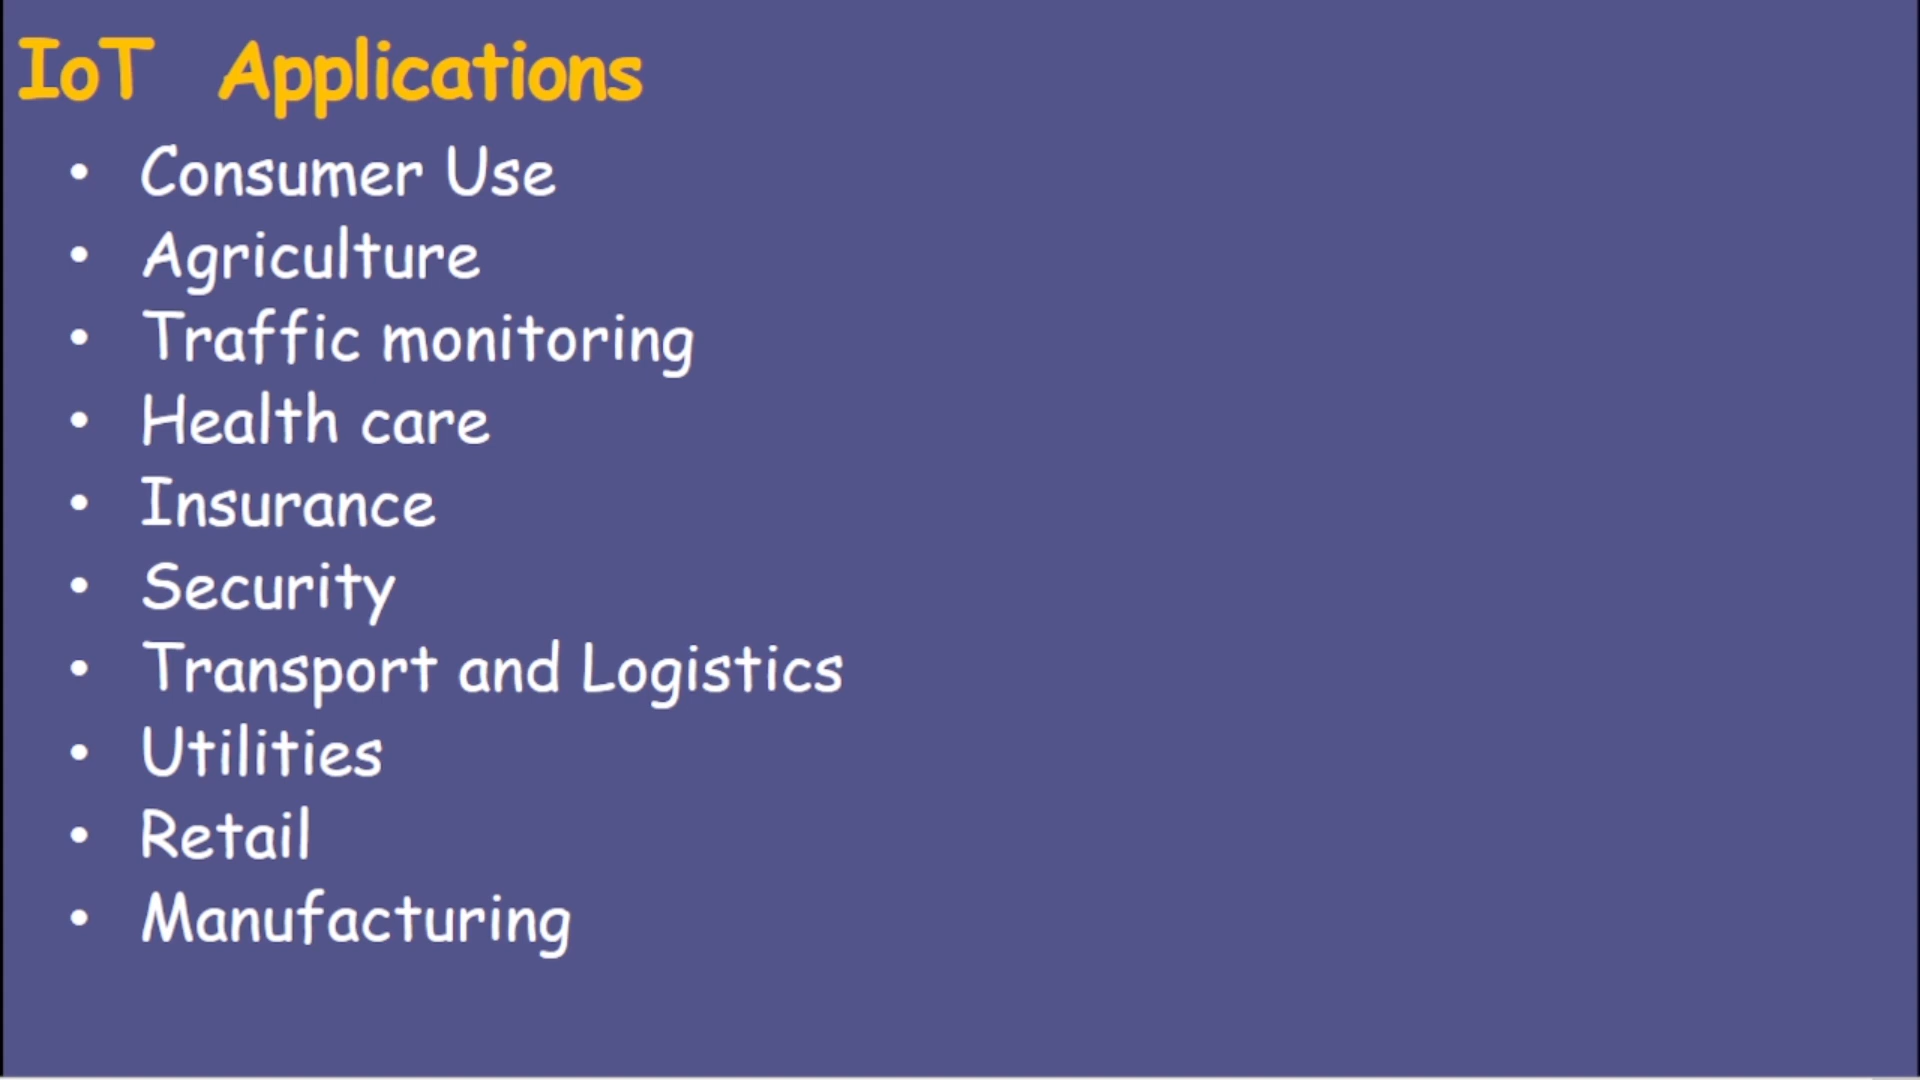 IoT Applications
• Consumer Use
• Agriculture
• Traffic monitoring
• Health care
• Insurance
• Security
• Transport and Logistics
• Utilities
• Retail
• Manufacturing